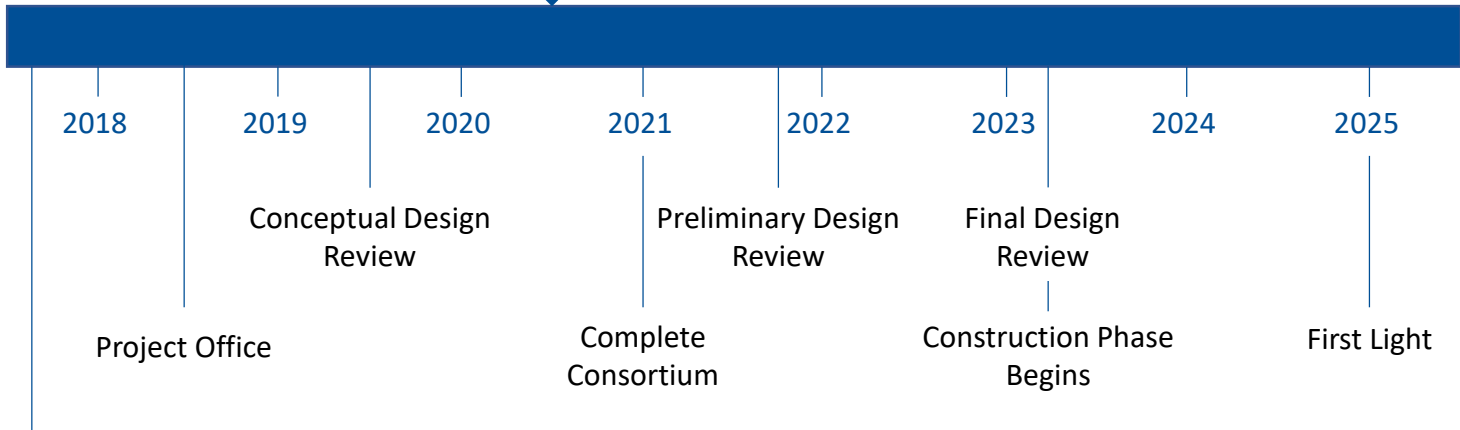 2018 2019 2020 2021 2022 2023 2024 2025
Conceptual Design
Review
Preliminary Design
Review
Final Design
Review
Project Office
Complete
Consortium
Construction Phase
Begins
First Light